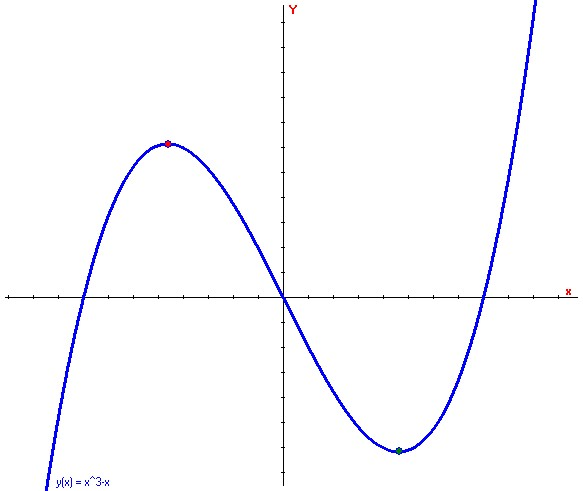 Y
x
y(x) = x^3-x